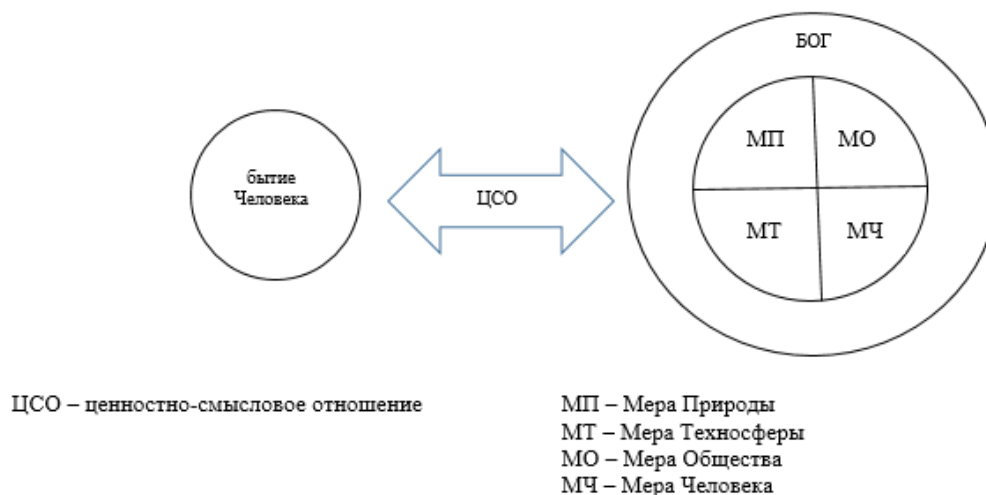 БОГ
МП
МО
бытие
Человека
ЦСО
МТ
МЧ
ЦСО – ценностно-смысловое отношение
МП – Мера Природы
МТ – Мера Техносферы
МО – Мера Общества
МЧ – Мера Человека